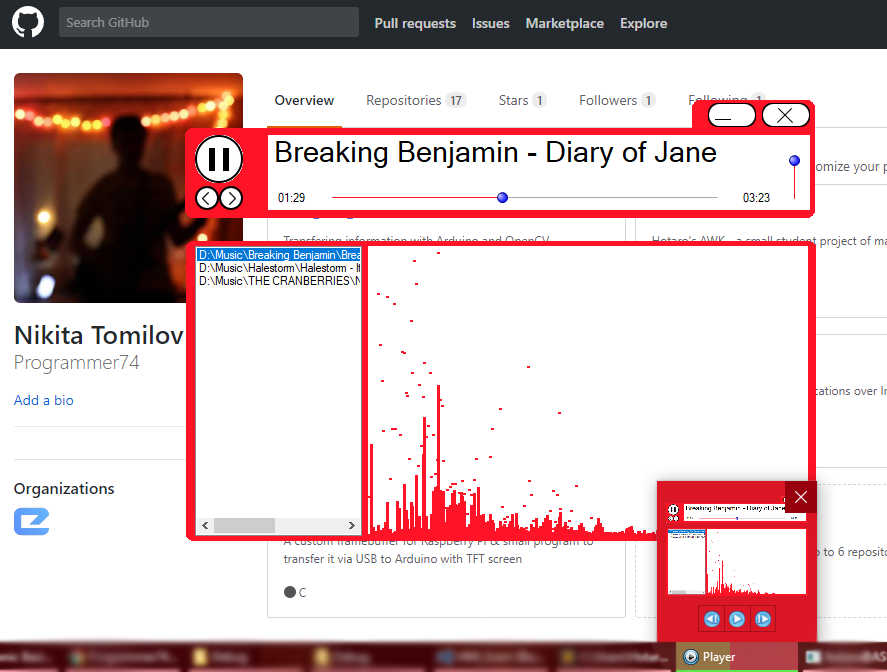 Search GitHub
Pull requests Issues Marketplace Explore
Overview Repositories 17 Stars 1 Followers 1 Following 1
Breaking Benjamin - Diary of Jane
01:29 03:23
omize your p
Transfering information with Arduino and OpenCV
Hotaro's AWK - a small student project of ma
D:\Music\Breaking Benjamin\Brea
D:\Music\Halestorm\Halestorm - It
D:\Music\THE CRANBERRIES\N
Nikita Tomilov
Programmer74
Add a bio
cations over In
Organizations
A custom framebuffer for Raspberry Pi & small program to
transfer it via USB to Arduino with TFT screen
C
Breaking Benjamin - Diary of Jane
p to 6 reposito
Player